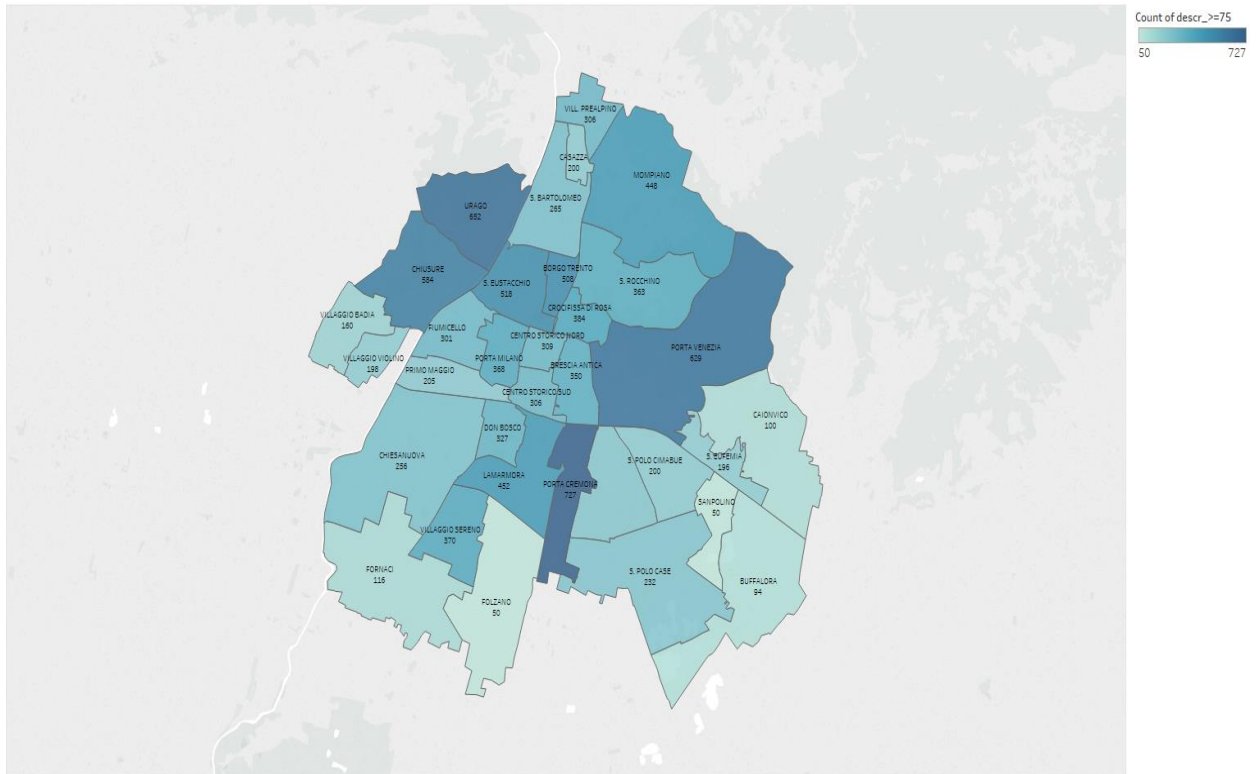 Count of descr_>=75
50 727
VILL. PREALPINO
306
CASAZZA
200
MOMPIANO
448
URAGO
652
S. BARTOLOMEO
265
CHIUSURE
584
S. EUSTACCHIO
518
BORGO TRENTO
508
S. ROCCHINO
363
CROCIFISSA DI ROSA
384
VILLAGGIO BADIA
160
FIUMICELLO
301
CENTRO STORICO NORD
309
PORTA VENEZIA
629
VILLAGGIO VIOLINO
198
PORTA MILANO
368
BRESCIA ANTICA
350
PRIMO MAGGIO
205
CENTRO STORICO SUD
306
CAIONVICO
100
DON BOSCO
327
CHIESANUOVA
256
S. POLO CIMABUE
200
S. EUFEMIA
196
LAMARMORA
452
PORTA CREMONA
727
SANPOLINO
50
VILLAGGIO SERENO
370
FORNACI
116
S. POLO CASE
232
BUFFALORA
94
FOLZANO
50